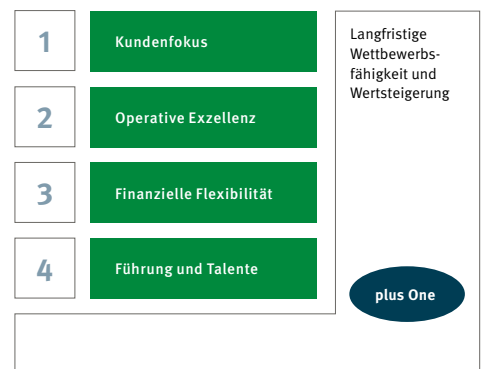 1
Kundenfokus
2
Operative Exzellenz
3
Finanzielle Flexibilität
4
Führung und Talente
Langfristige
Wettbewerbs-
fähigkeit und
Wertsteigerung
plus One